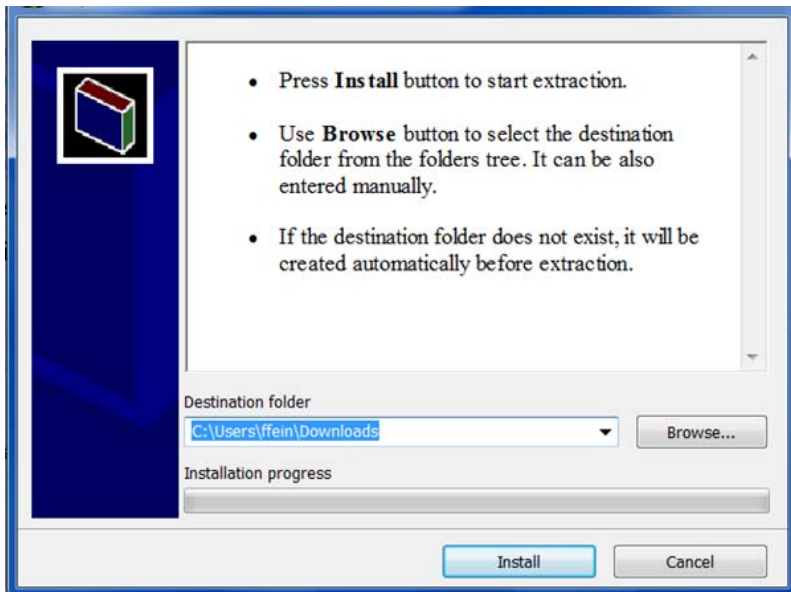 • Press Install button to start extraction.
• Use Browse button to select the destination
folder from the folders tree. It can be also
entered manually.
• If the destination folder does not exist, it will be
created automatically before extraction.
Destination folder
C:\Users\ffein\Downloads
Browse...
Installation progress
Install
Cancel